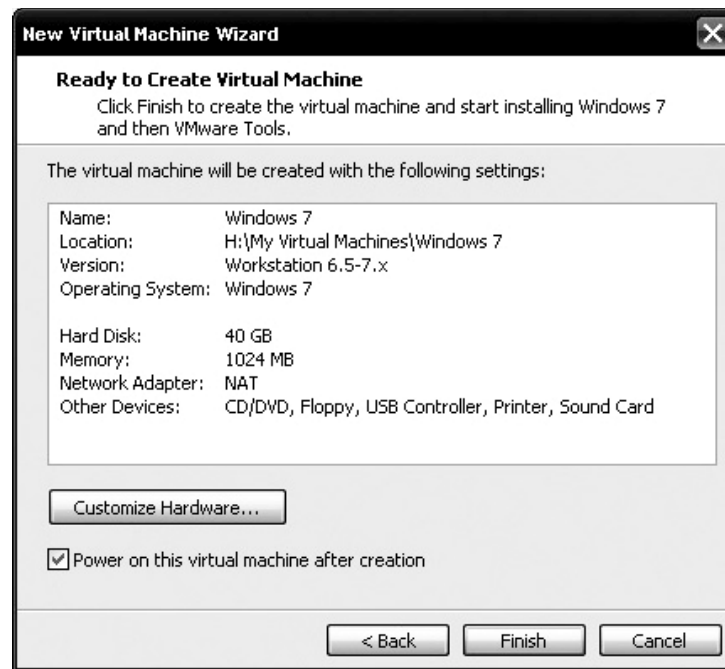 New Virtual Machine Wizard
Ready to Create Virtual Machine
Click Finish to create the virtual machine and start installing Windows 7
and then VMware Tools.
The virtual machine will be created with the following settings:
Name: Windows 7
Location: H:\My Virtual Machines\Windows 7
Version: Workstation 6.5-7.x
Operating System: Windows 7
Hard Disk: 40 GB
Memory: 1024 MB
Network Adapter: NAT
Other Devices: CD/DVD, Floppy, USB Controller, Printer, Sound Card
Customize Hardware...
Power on this virtual machine after creation
< Back Finish Cancel